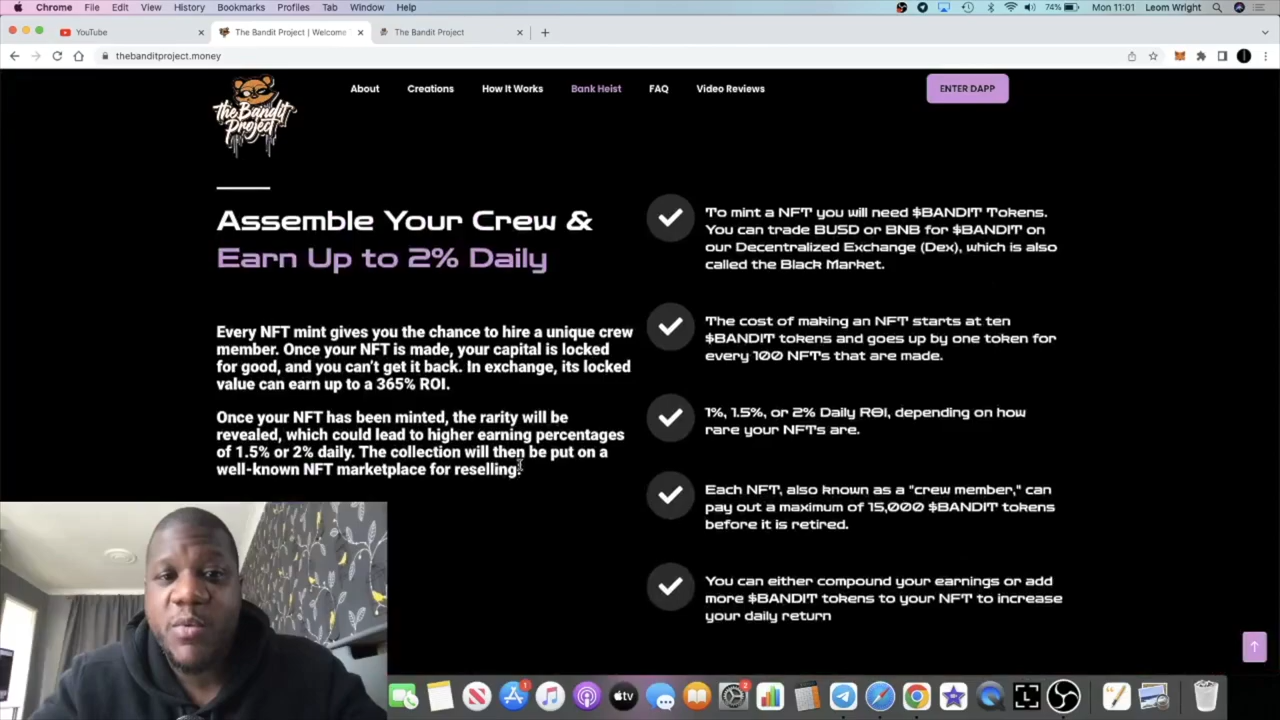 Chrome File Edit View History Bookmarks Profiles Tab Window Help
74% Mon 11:01 Leom Wright
YouTube
The Bandit Project | Welcome
The Bandit Project
thebanditproject.money
the Bandit
Project
About Creations How It Works Bank Heist FAQ Video Reviews
ENTER DAPP
Assemble Your Crew &
Earn Up to 2% Daily
Every NFT mint gives you the chance to hire a unique crew
member. Once your NFT is made, your capital is locked
for good, and you can't get it back. In exchange, its locked
value can earn up to a 365% ROI.
Once your NFT has been minted, the rarity will be
revealed, which could lead to higher earning percentages
of 1.5% or 2% daily. The collection will then be put on a
well-known NFT marketplace for reselling.
To mint a NFT you will need $BANDIT Tokens.
You can trade BUSD or BNB for $BANDIT on
our Decentralized Exchange (Dex), which is also
called the Black Market.
The cost of making an NFT starts at ten
$BANDIT tokens and goes up by one token for
every 100 NFTs that are made.
1%, 1.5%, or 2% Daily ROI, depending on how
rare your NFTs are.
Each NFT, also known as a "crew member," can
pay out a maximum of 15,000 $BANDIT tokens
before it is retired.
You can either compound your earnings or add
more $BANDIT tokens to your NFT to increase
your daily return
1
tv
2
L